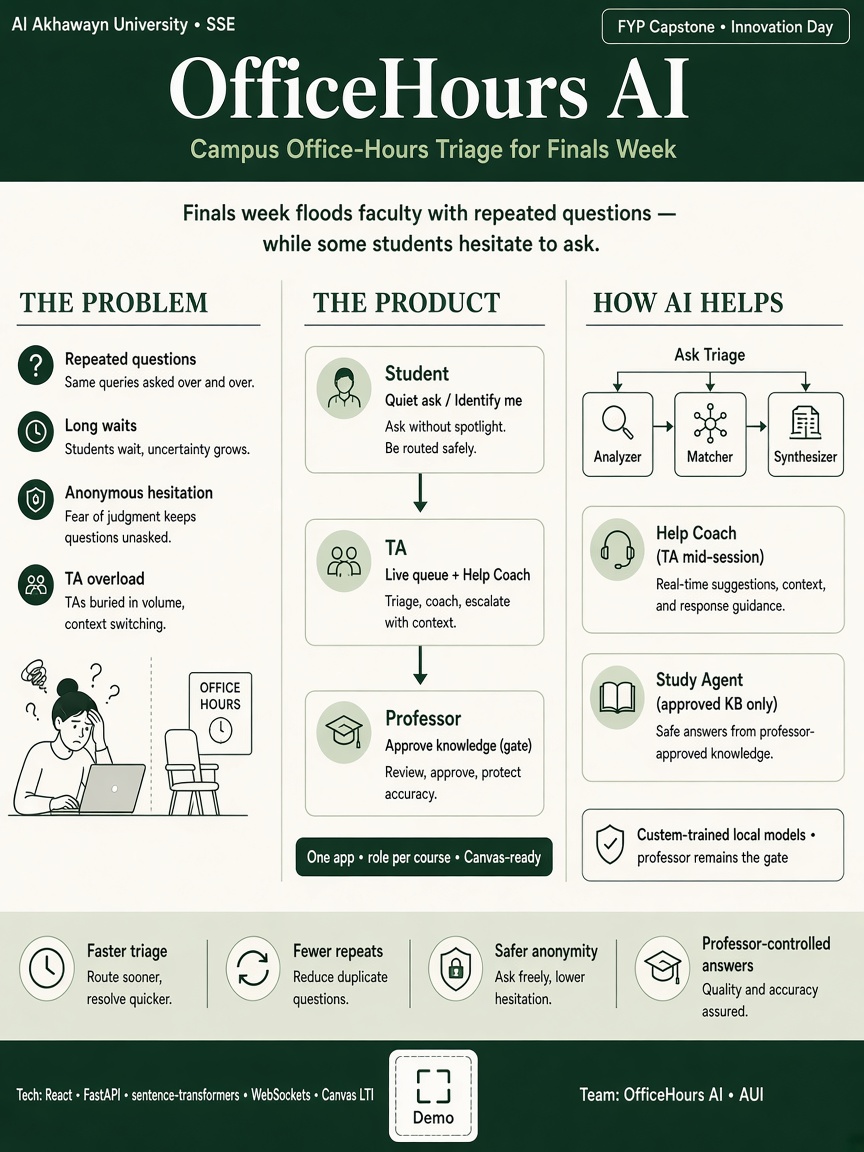 Al Akhawayn University • SSE
FYP Capstone • Innovation Day
OfficeHours AI
Campus Office-Hours Triage for Finals Week
Finals week floods faculty with repeated questions —
while some students hesitate to ask.
THE PROBLEM
Repeated questions
Same queries asked over and over.
Long waits
Students wait, uncertainty grows.
Anonymous hesitation
Fear of judgment keeps
questions unasked.
TA overload
TAs buried in volume,
context switching.
OFFICE
HOURS
THE PRODUCT
Student
Quiet ask / Identify me
Ask without spotlight.
Be routed safely.
TA
Live queue + Help Coach
Triage, coach, escalate
with context.
Professor
Approve knowledge (gate)
Review, approve, protect
accuracy.
One app • role per course • Canvas-ready
HOW AI HELPS
Ask Triage
Analyzer
Matcher
Synthesizer
Help Coach
(TA mid-session)
Real-time suggestions, context,
and response guidance.
Study Agent
(approved KB only)
Safe answers from professor-
approved knowledge.
Custem-trained local models •
professor remains the gate
Faster triage
Route sooner,
resolve quicker.
Fewer repeats
Reduce duplicate
questions.
Safer anonymity
Ask freely, lower
hesitation.
Professor-controlled
answers
Quality and accuracy
assured.
Tech: React • FastAPI • sentence-transformers • WebSockets • Canvas LTI
Demo
Team: OfficeHours AI • AUI